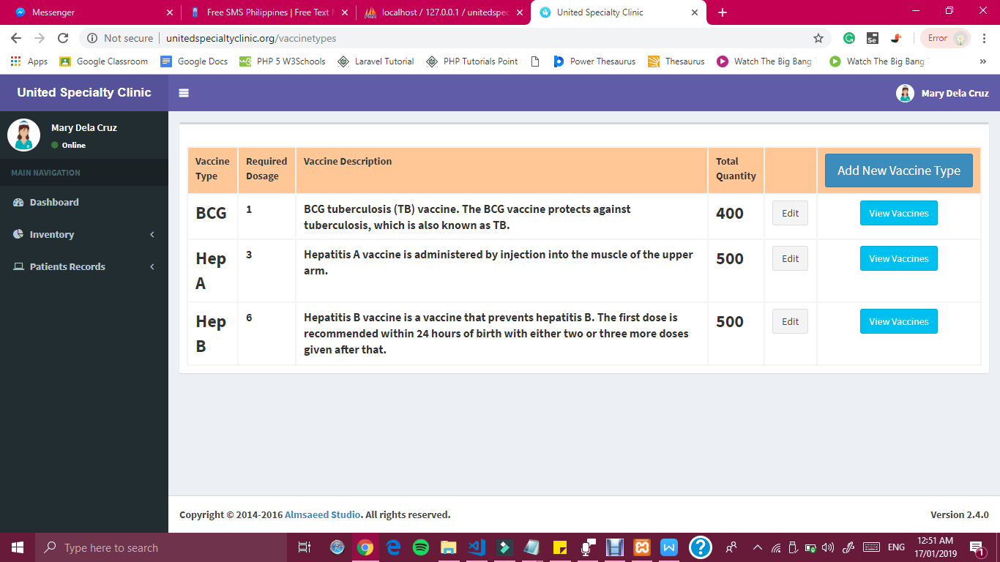 Messenger
Free SMS Philippines | Free Text M
localhost / 127.0.0.1 / unitedspec
United Specialty Clinic
Not secure
unitedspecialtyclinic.org/vaccinetypes
Se
Error
Apps
Google Classroom
Google Docs
PHP 5 W3Schools
Laravel Tutorial
PHP Tutorials Point
Power Thesaurus
Thesaurus
Watch The Big Bang
Watch The Big Bang
United Specialty Clinic
Mary Dela Cruz
Mary Dela Cruz
Online
MAIN NAVIGATION
Dashboard
Inventory
Patients Records
Vaccine
Type
Required
Dosage
Vaccine Description
Total
Quantity
Add New Vaccine Type
BCG
1
BCG tuberculosis (TB) vaccine. The BCG vaccine protects against
tuberculosis, which is also known as TB.
400
Edit
View Vaccines
Hep
A
3
Hepatitis A vaccine is administered by injection into the muscle of the upper
arm.
500
Edit
View Vaccines
Hep
B
6
Hepatitis B vaccine is a vaccine that prevents hepatitis B. The first dose is
recommended within 24 hours of birth with either two or three more doses
given after that.
500
Edit
View Vaccines
Copyright © 2014-2016 Almsaeed Studio. All rights reserved.
Version 2.4.0
Type here to search
ENG
12:51 AM
17/01/2019
1